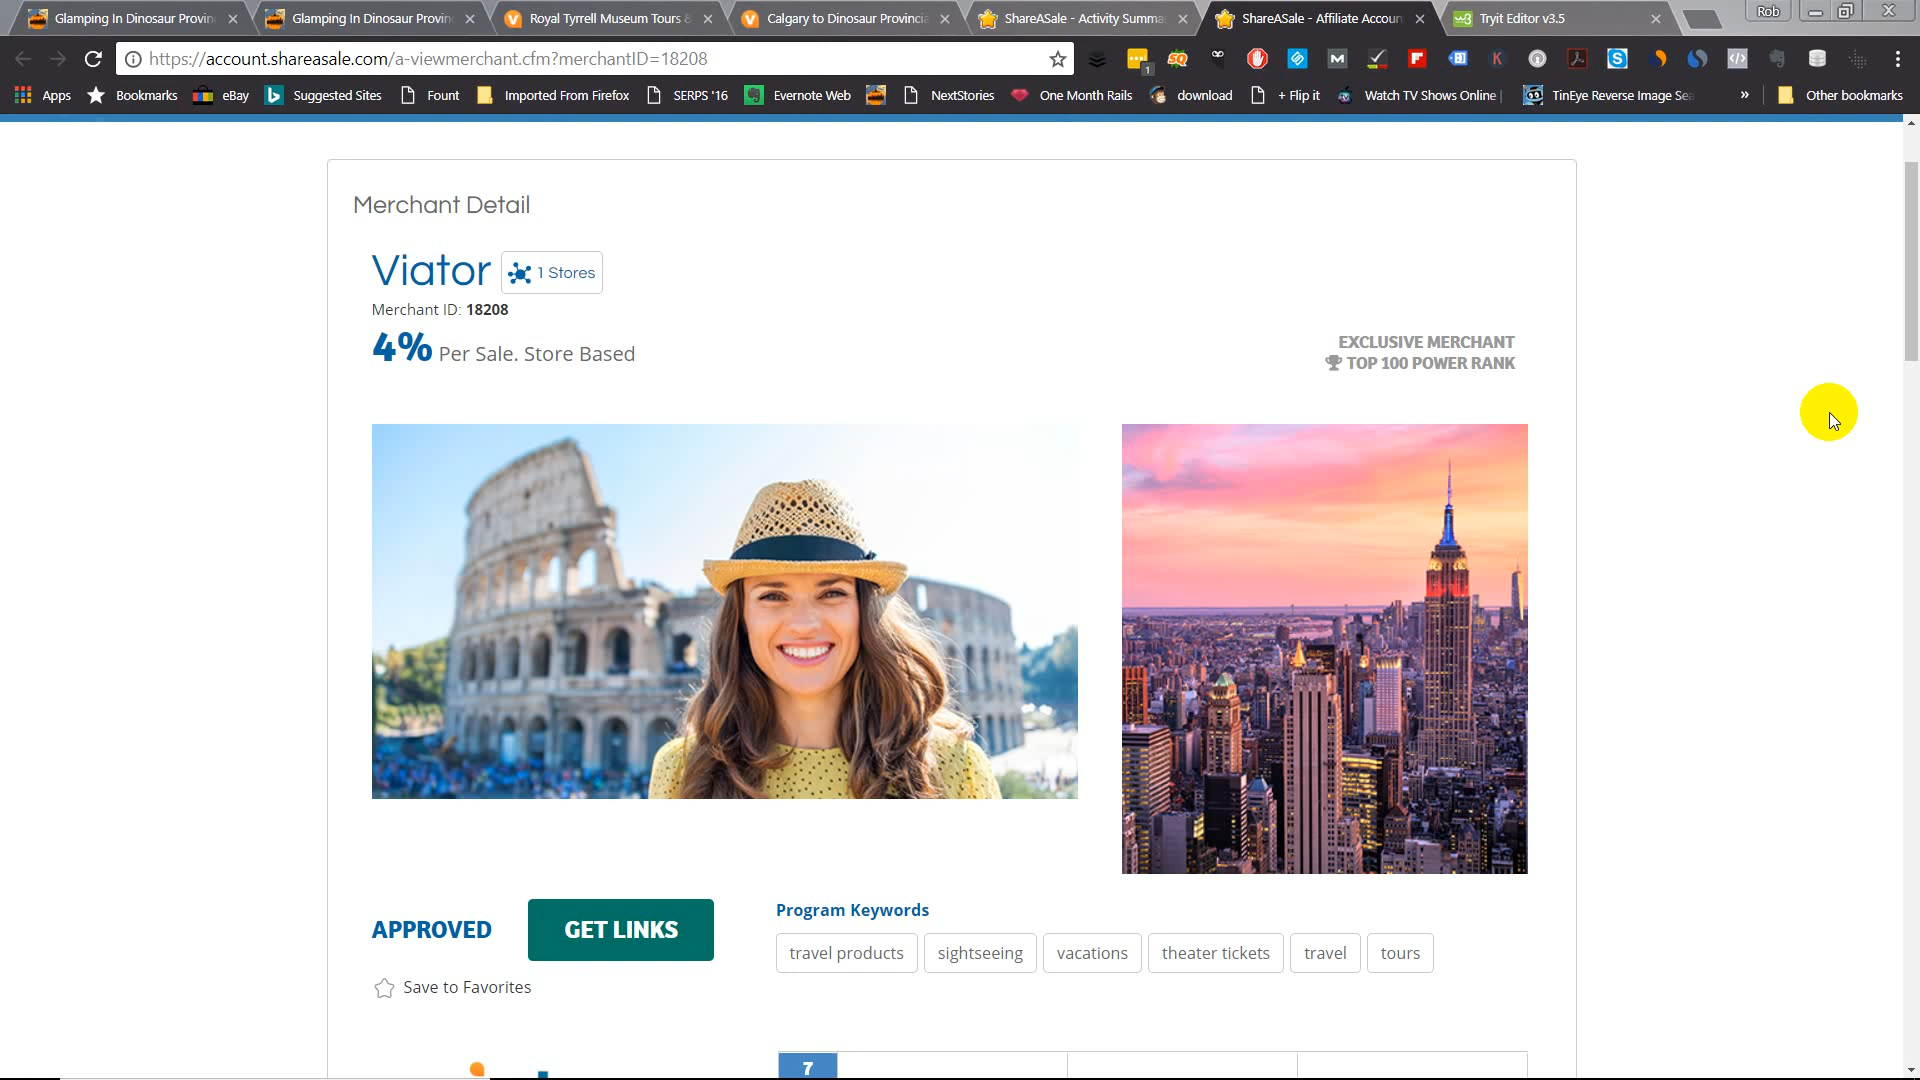 Glamping In Dinosaur Provin
Glamping In Dinosaur Provin
Royal Tyrrell Museum Tours &
Calgary to Dinosaur Provincia
ShareASale - Activity Summa
ShareASale - Affiliate Accoun
Tryit Editor v3.5
Rob
https://account.shareasale.com/a-viewmerchant.cfm?merchantID=18208
Apps
Bookmarks
eBay
Suggested Sites
Fount
Imported From Firefox
SERPS '16
Evernote Web
NextStories
One Month Rails
download
+ Flip it
Watch TV Shows Online |
TinEye Reverse Image Sea
»
Other bookmarks
Merchant Detail
Viator
1 Stores
Merchant ID: 18208
4% Per Sale. Store Based
EXCLUSIVE MERCHANT
TOP 100 POWER RANK
APPROVED
GET LINKS
Save to Favorites
Program Keywords
travel products
sightseeing
vacations
theater tickets
travel
tours
7